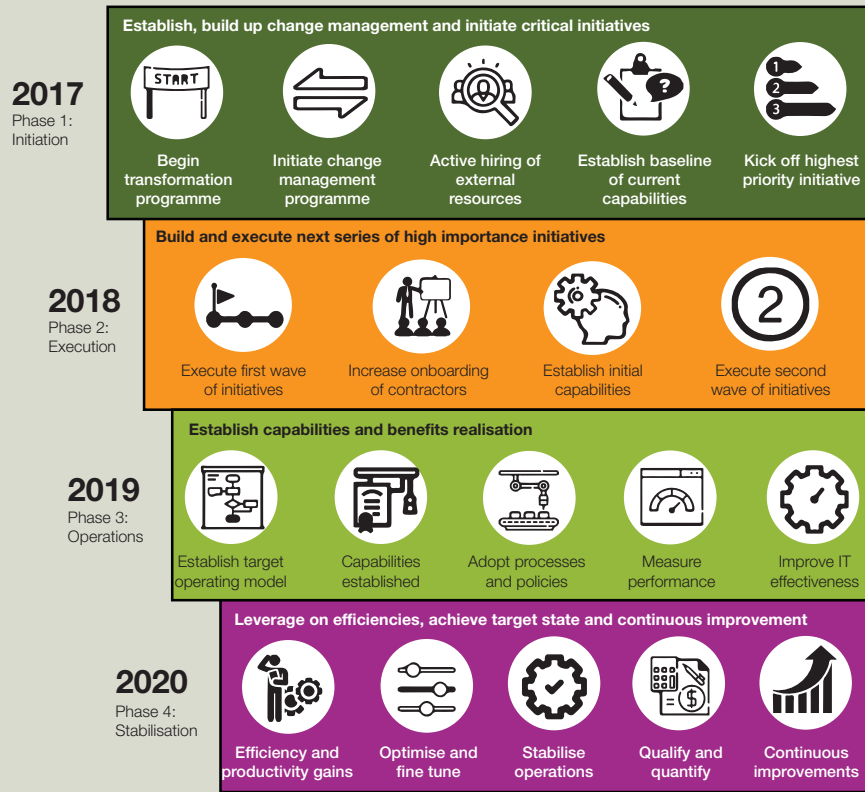 Establish, build up change management and initiate critical initiatives
2017
Phase 1:
Initiation
START
1
2
3
?
Begin
transformation
programme
Initiate change
management
programme
Active hiring of
external
resources
Establish baseline
of current
capabilities
Kick off highest
priority initiative
Build and execute next series of high importance initiatives
2018
Phase 2:
Execution
2
Execute first wave
of initiatives
Increase onboarding
of contractors
Establish initial
capabilities
Execute second
wave of initiatives
Establish capabilities and benefits realisation
2019
Phase 3:
Operations
Establish target
operating model
Capabilities
established
Adopt processes
and policies
Measure
performance
Improve IT
effectiveness
Leverage on efficiencies, achieve target state and continuous improvement
2020
Phase 4:
Stabilisation
= $
Efficiency and
productivity gains
Optimise and
fine tune
Stabilise
operations
Qualify and
quantify
Continuous
improvements